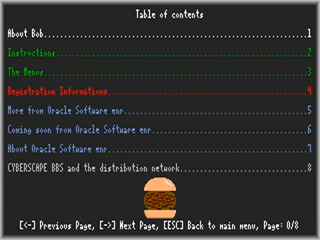 Table of contents
About Bob.................................................1
Instructions..............................................2
The Menus.................................................3
Registration Informations.................................4
More from Oracle Software enr.............................5
Coming soon from Oracle Software enr......................6
About Oracle Software enr.................................7
CYBERSCAPE BBS and the distribution network...............8
[<-] Previous Page, [->] Next Page, [ESC] Back to main menu, Page: 0/8